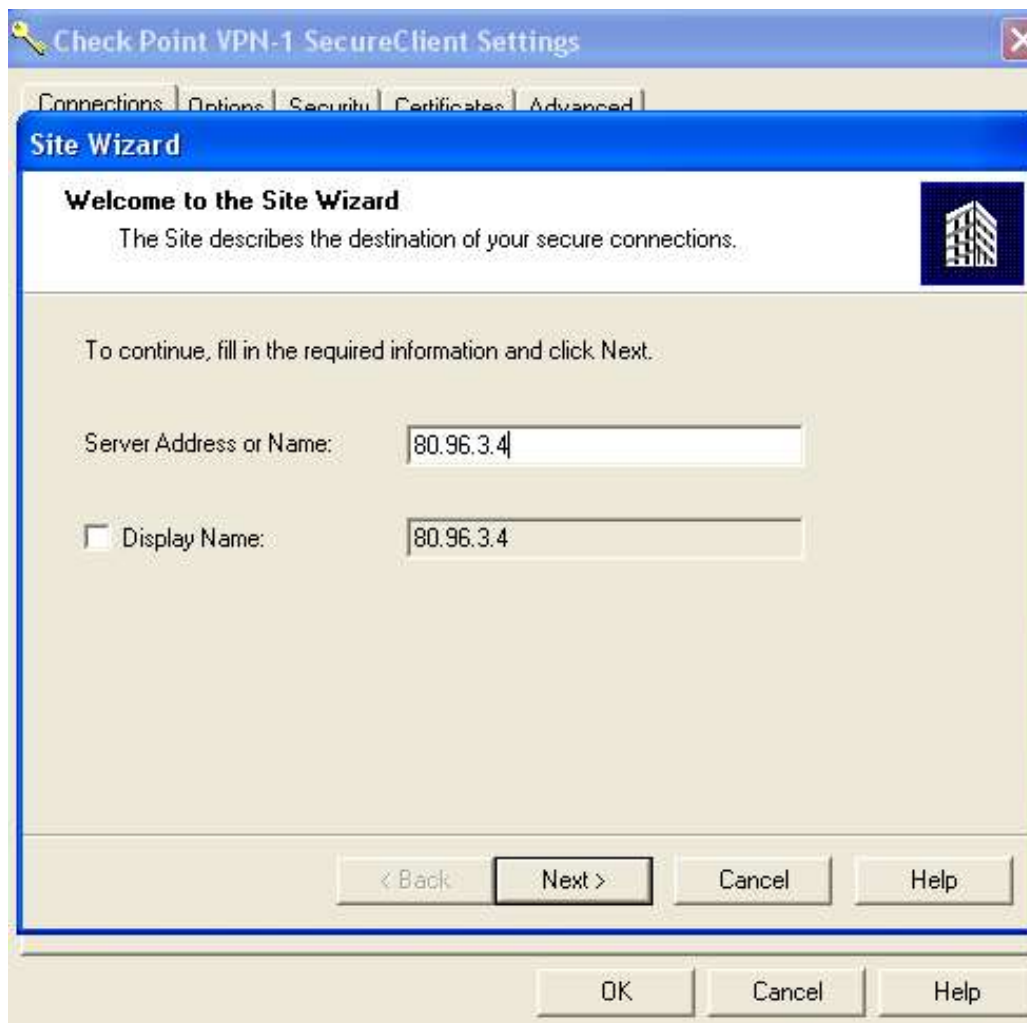 Check Point VPN-1 SecureClient Settings
Connections Options Security Certificates Advanced
Site Wizard
Welcome to the Site Wizard
The Site describes the destination of your secure connections.
To continue, fill in the required information and click Next.
Server Address or Name: 80.96.3.4
Display Name: 80.96.3.4
< Back Next > Cancel Help
OK Cancel Help